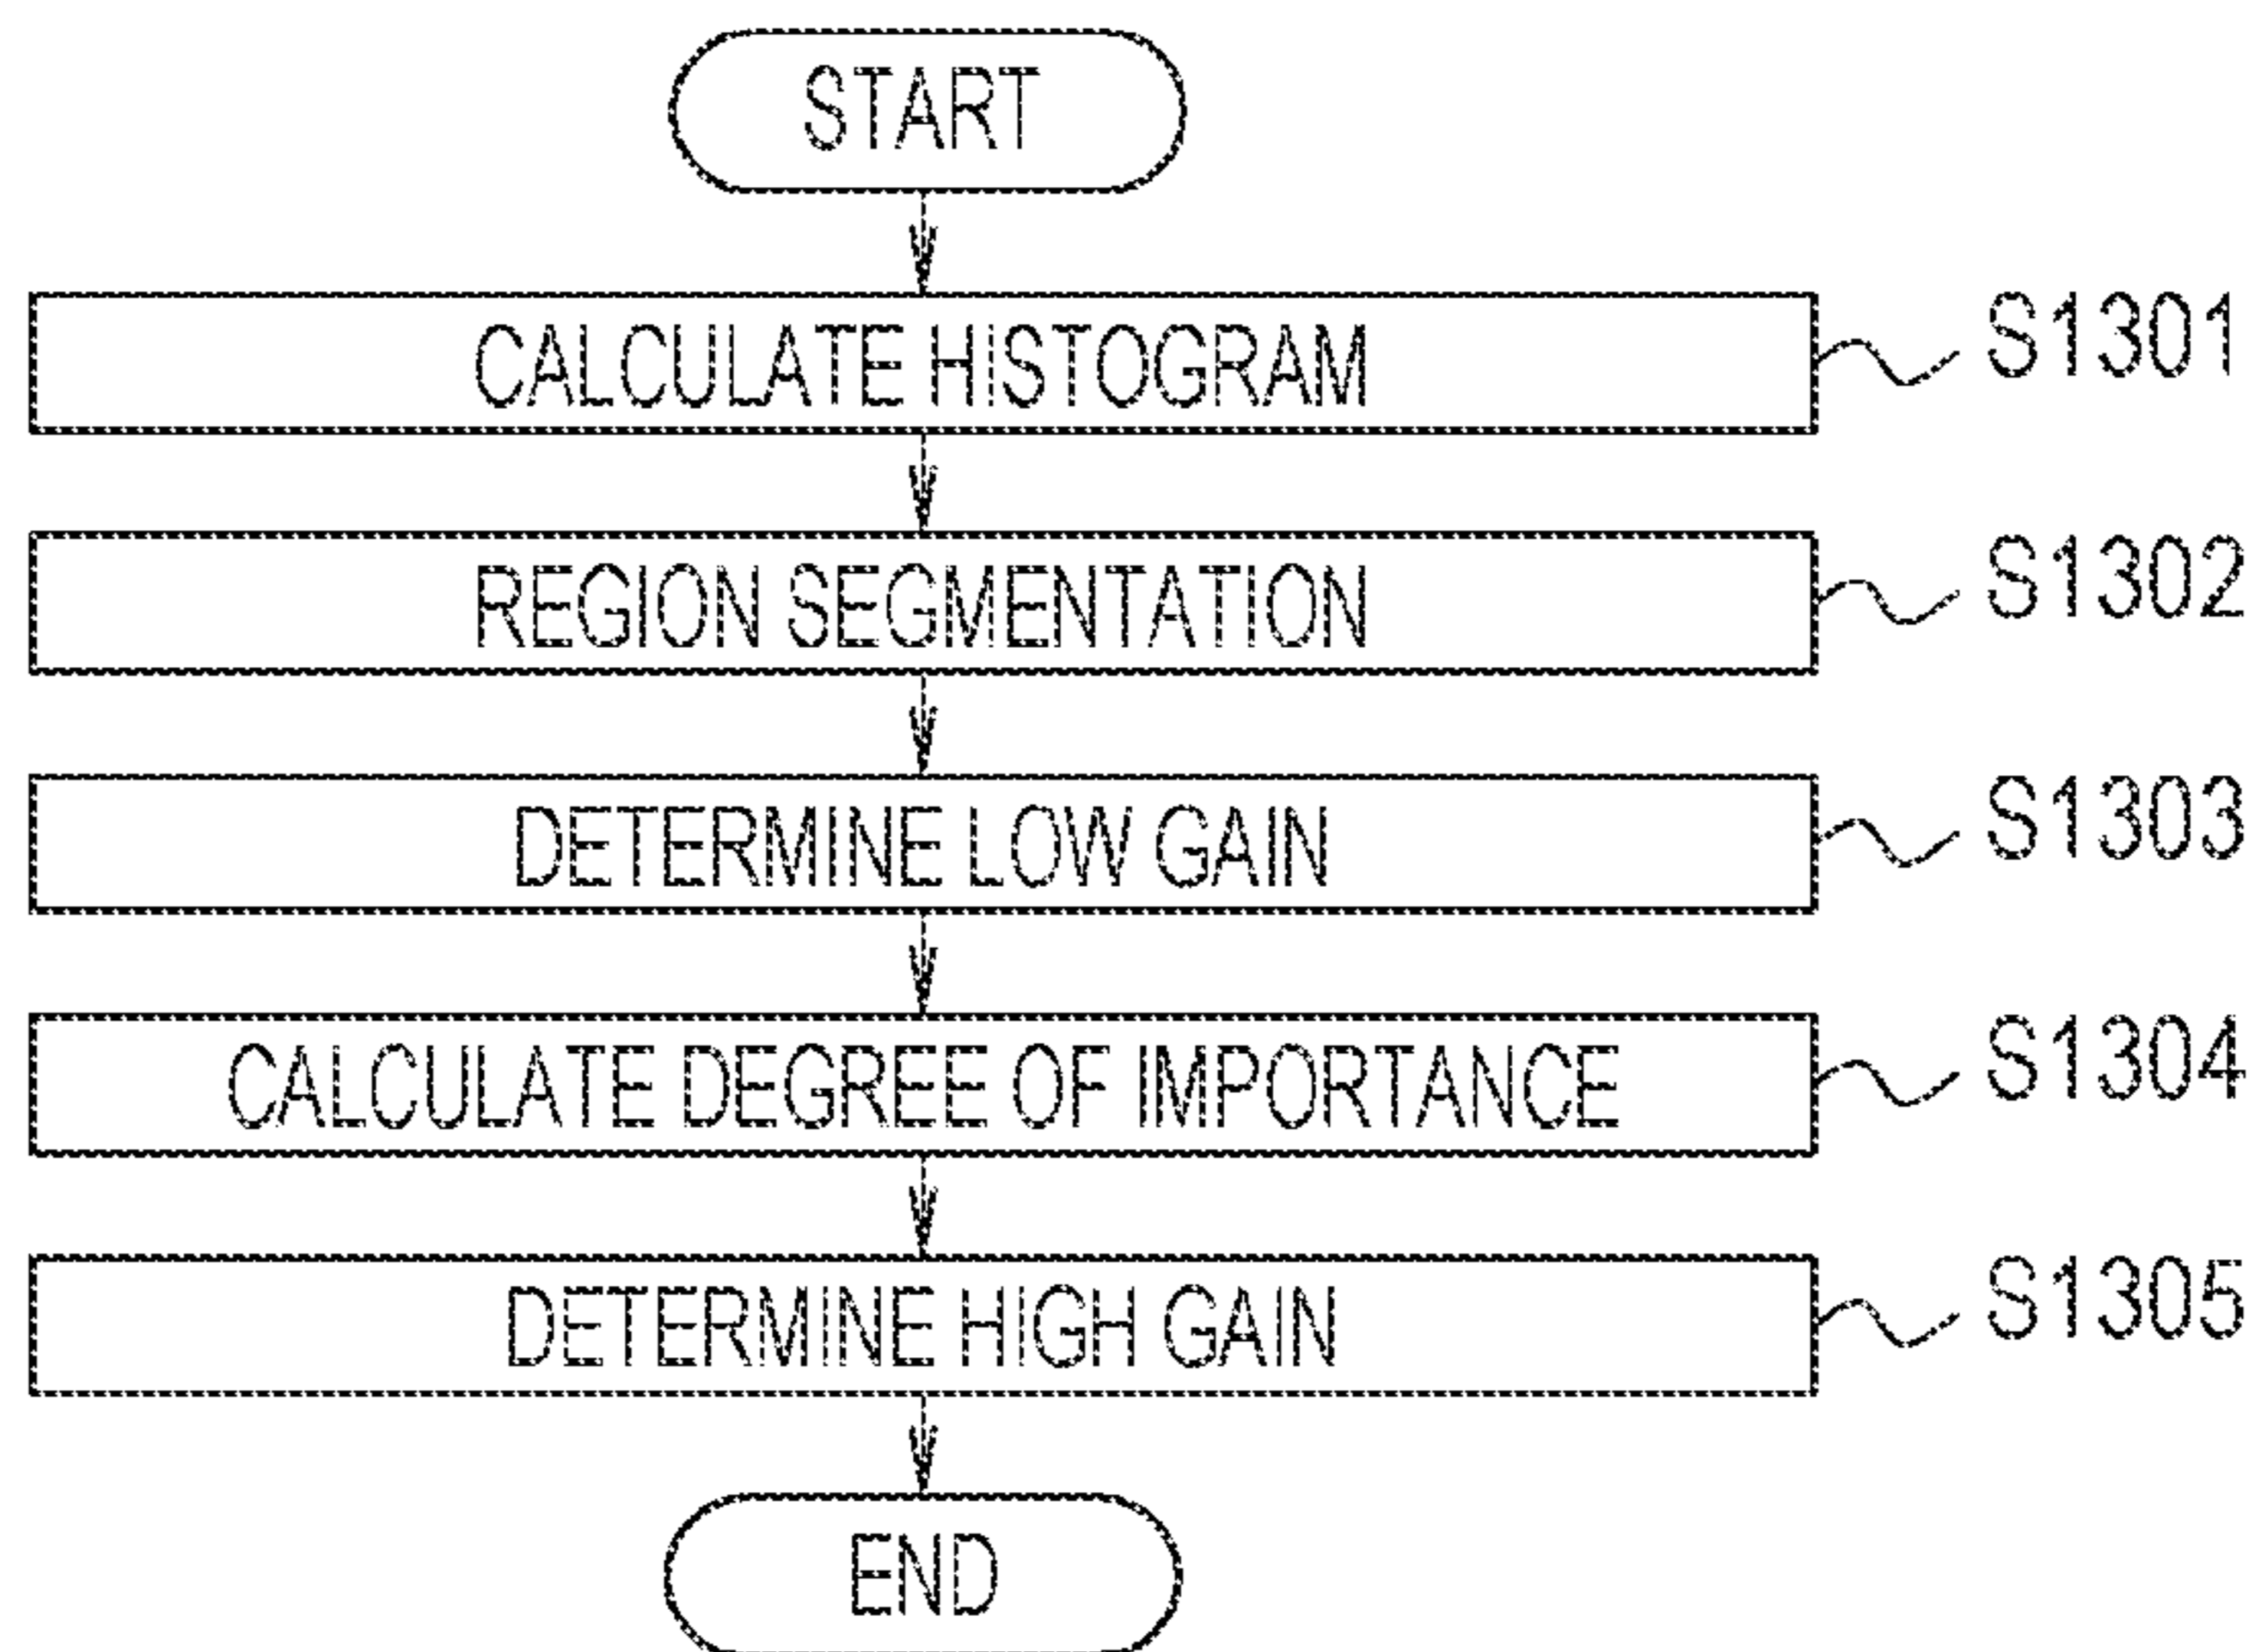 START
CALCULATE HISTOGRAM S1301
REGION SEGMENTATION S1302
DETERMINE LOW GAIN S1303
CALCULATE DEGREE OF IMPORTANCE S1304
DETERMINE HIGH GAIN S1305
END